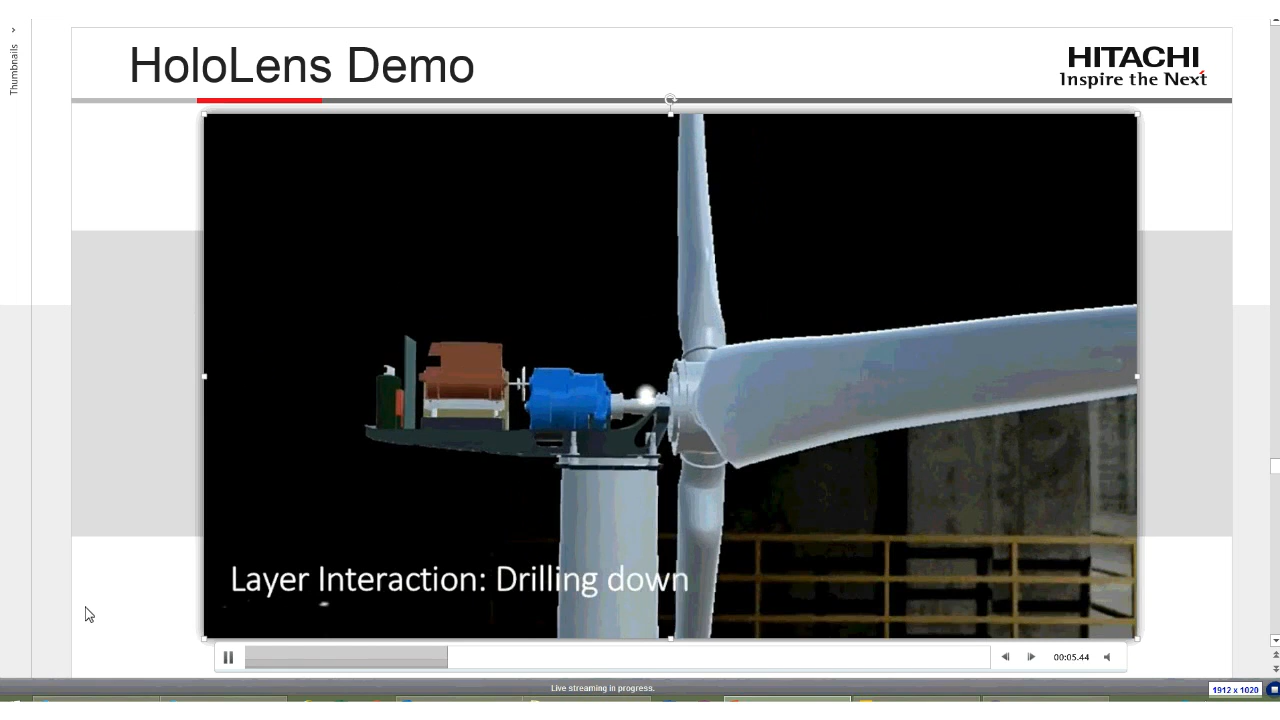 Thumbnails
HoloLens Demo
HITACHI
Inspire the Next
Layer Interaction: Drilling down
00:05.44
Live streaming in progress.
1912 x 1020